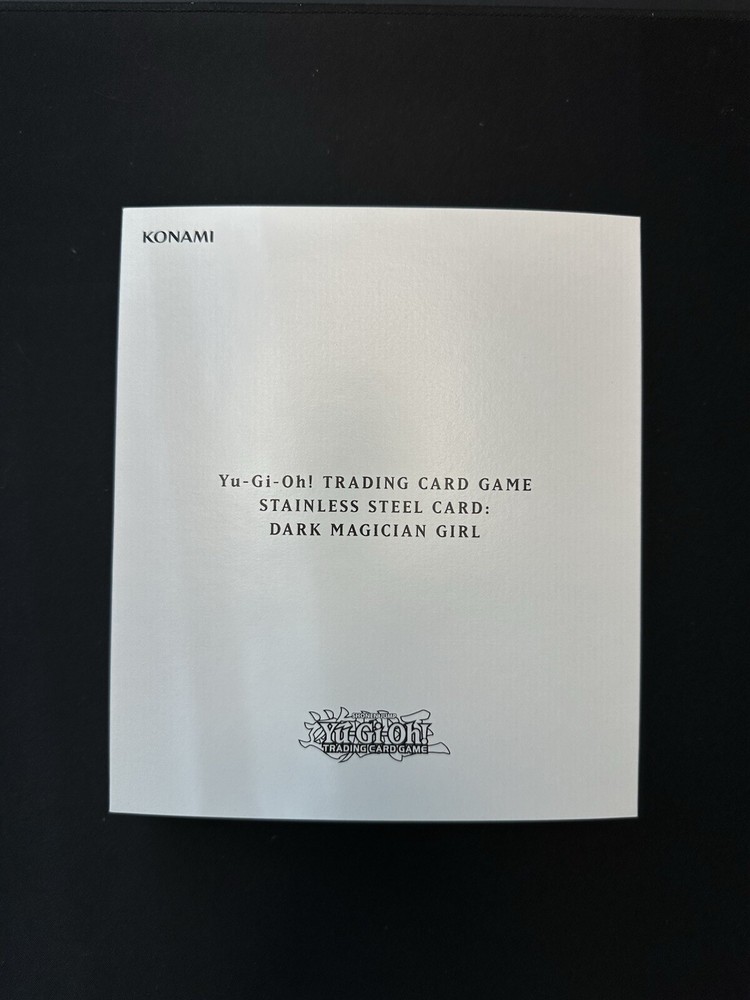 KONAMI
Yu-Gi-Oh! TRADING CARD GAME
STAINLESS STEEL CARD:
DARK MAGICIAN GIRL
Yu-Gi-Oh!
TRADING CARD GAME